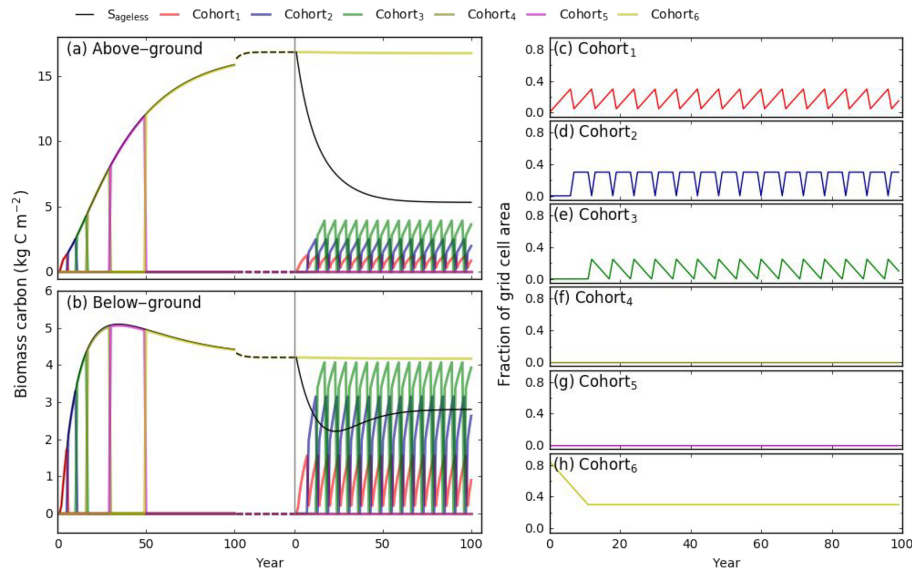 S_ageless Cohort_1 Cohort_2 Cohort_3 Cohort_4 Cohort_5 Cohort_6
(a) Above–ground
15
10
5
0
(b) Below–ground
6
5
4
3
2
1
0
0 50 100 0 50 100
Year
Biomass carbon (kg C m⁻²)
Fraction of grid cell area
(c) Cohort_1
0.8
0.4
0.0
(d) Cohort_2
0.8
0.4
0.0
(e) Cohort_3
0.8
0.4
0.0
(f) Cohort_4
0.8
0.4
0.0
(g) Cohort_5
0.8
0.4
0.0
(h) Cohort_6
0.8
0.4
0.0
0 20 40 60 80 100
Year